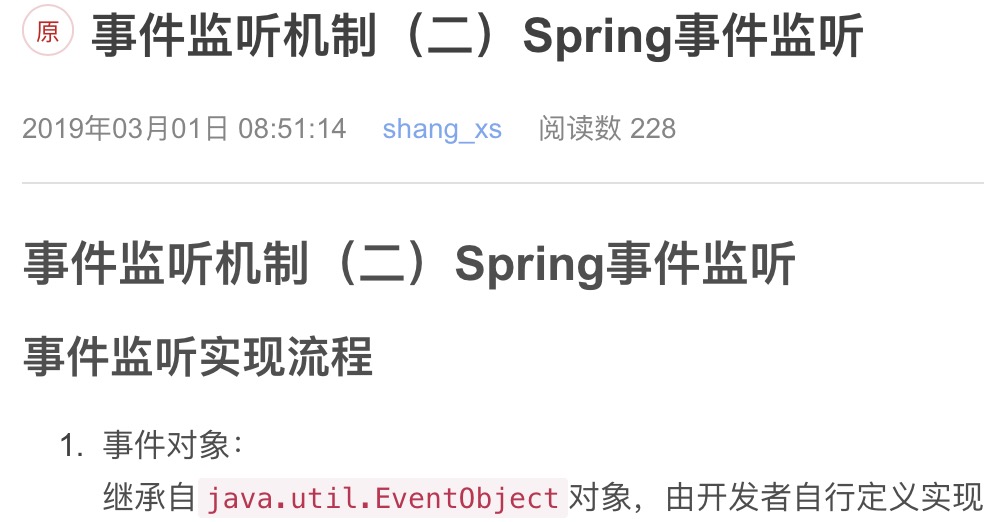 原 事件监听机制（二）Spring事件监听
2019年03月01日 08:51:14 shang_xs 阅读数 228
事件监听机制（二）Spring事件监听
事件监听实现流程
1. 事件对象：
继承自java.util.EventObject对象，由开发者自行定义实现